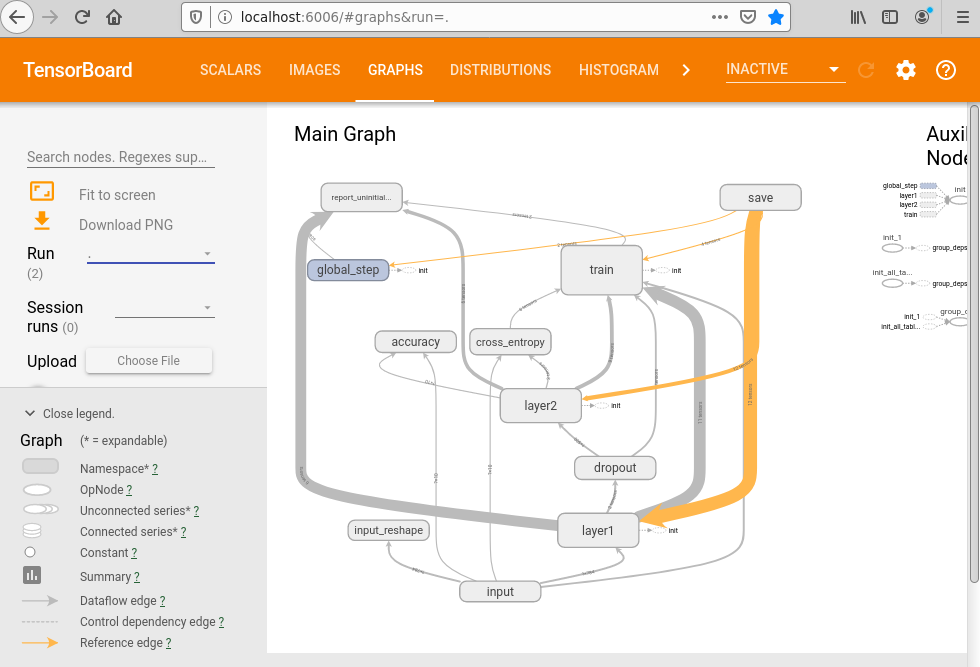 localhost:6006/#graphs&run=.
TensorBoard
SCALARS
IMAGES
GRAPHS
DISTRIBUTIONS
HISTOGRAM
INACTIVE
Search nodes. Regexes sup…
Fit to screen
Download PNG
Run
(2)
.
Session
runs (0)
Upload
Choose File
Close legend.
Graph
(* = expandable)
Namespace* ?
OpNode ?
Unconnected series* ?
Connected series* ?
Constant ?
Summary ?
Dataflow edge ?
Control dependency edge ?
Reference edge ?
Main Graph
report_uninitial...
save
global_step
init
train
init
accuracy
cross_entropy
layer2
init
dropout
input_reshape
layer1
init
input
Auxi
Node
global_step
layer1
layer2
train
init
init_1
group_deps
init_all_ta...
group_deps
init_1
init_all_tabl...
group_d